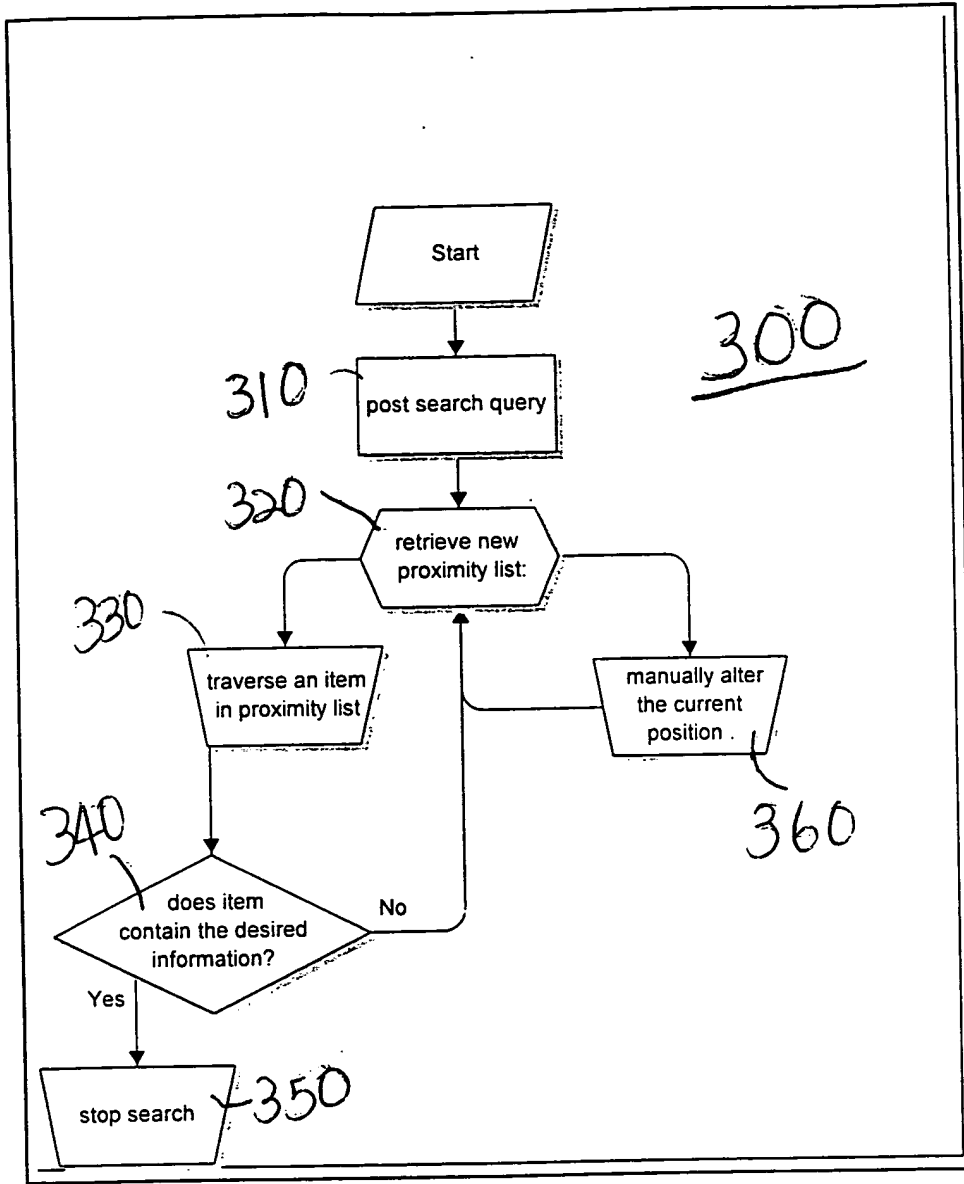 Start
300
310
post search query
320
retrieve new
proximity list:
330
traverse an item
in proximity list
manually alter
the current
position .
360
340
does item
contain the desired
information?
No
Yes
stop search
350